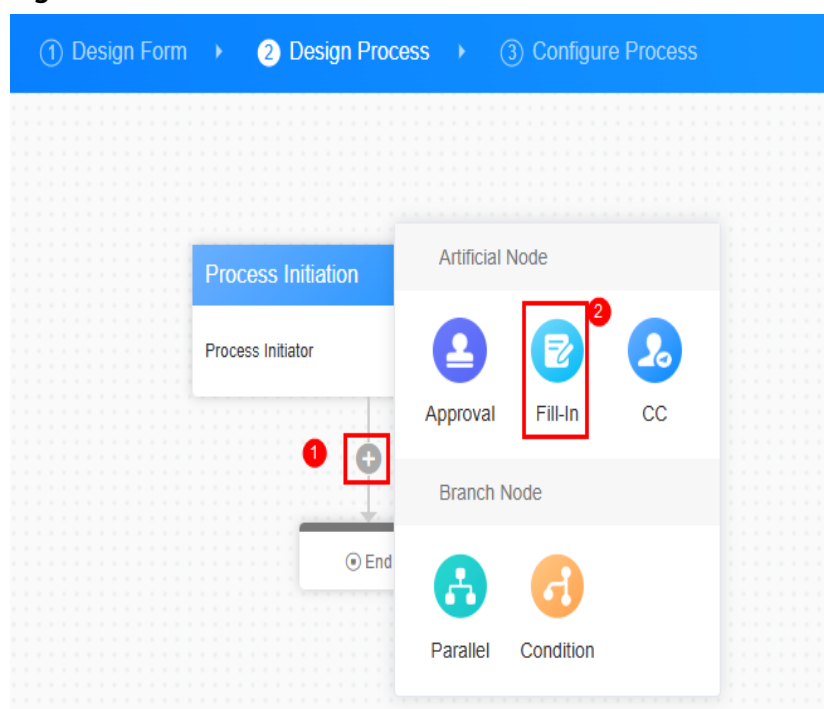 1 Design Form 2 Design Process 3 Configure Process
Artificial Node
Process Initiation
2
Process Initiator
Approval Fill-In CC
1
Branch Node
End
Parallel Condition